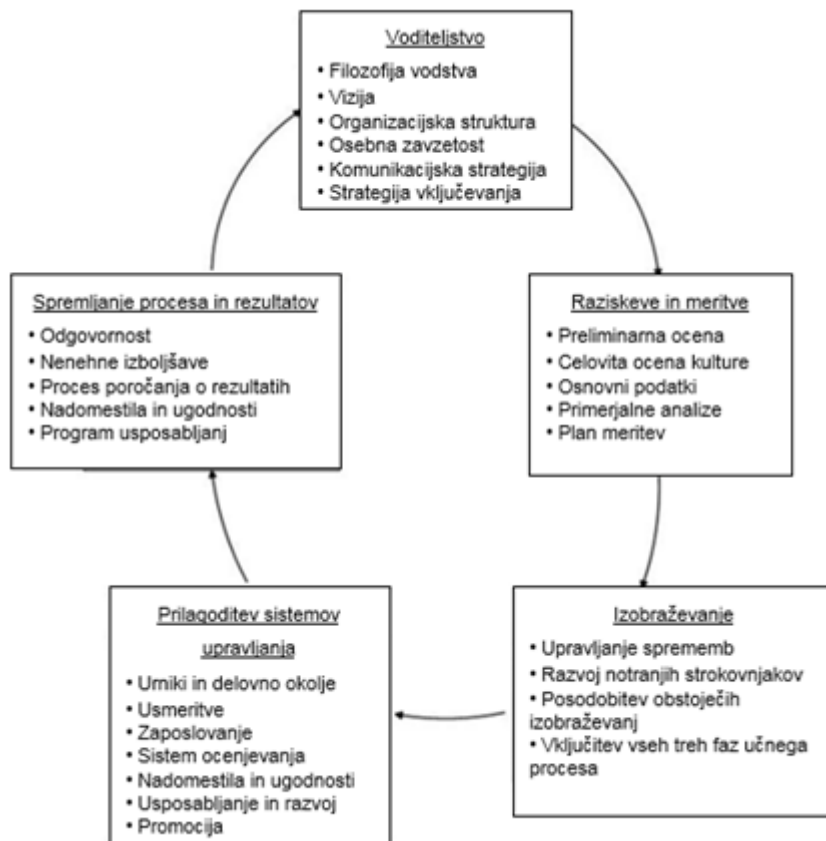 Voditeljstvo
• Filozofija vodstva
• Vizija
• Organizacijska struktura
• Osebna zavzetost
• Komunikacijska strategija
• Strategija vključevanja
Raziskeve in meritve
• Preliminarna ocena
• Celovita ocena kulture
• Osnovni podatki
• Primerjalne analize
• Plan meritev
Izobraževanje
• Upravljanje sprememb
• Razvoj notranjih strokovnjakov
• Posodobitev obstoječih
izobraževanj
• Vključitev vseh treh faz učnega
procesa
Prilagoditev sistemov
upravljanja
• Urniki in delovno okolje
• Usmeritve
• Zaposlovanje
• Sistem ocenjevanja
• Nadomestila in ugodnosti
• Usposabljanje in razvoj
• Promocija
Spremljanje procesa in rezultatov
• Odgovornost
• Nenehne izboljšave
• Proces poročanja o rezultatih
• Nadomestila in ugodnosti
• Program usposabljanj